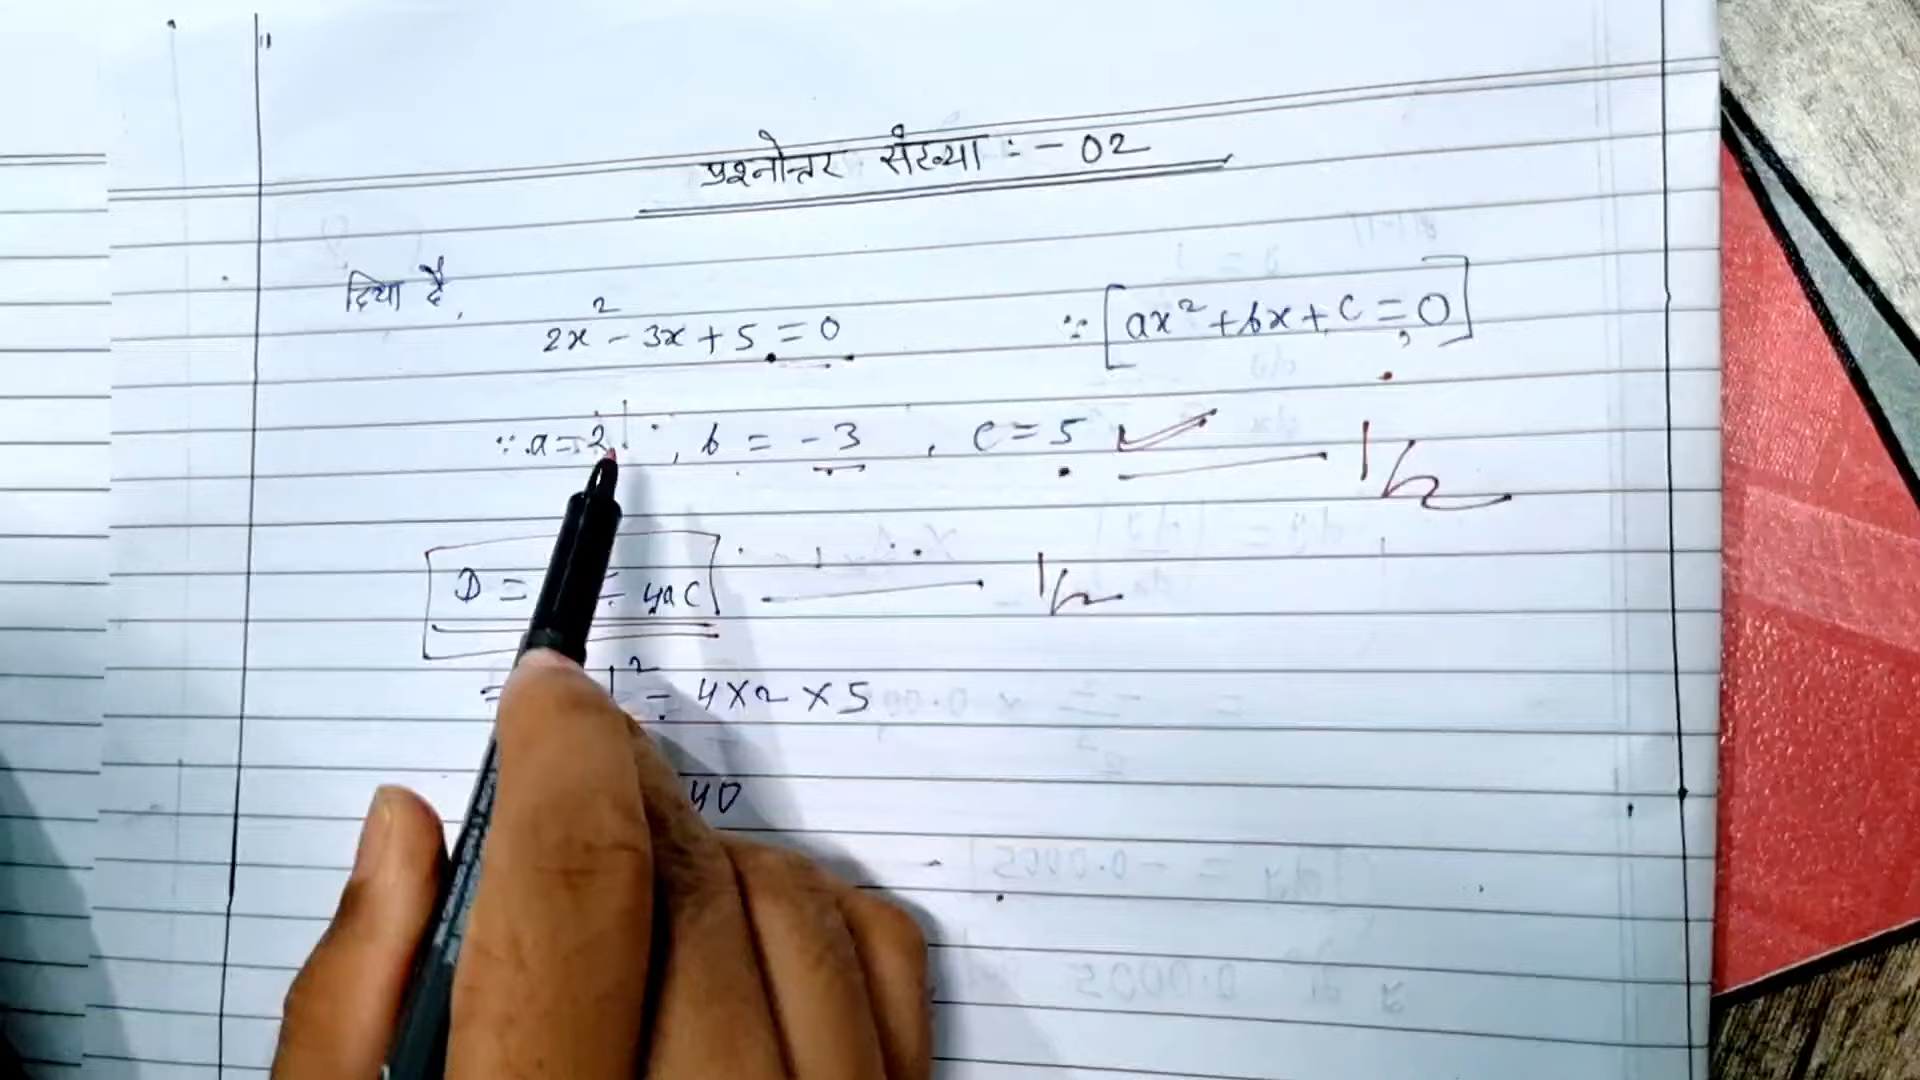 प्रश्नोत्तर संख्या :- 02
दिया है,
2x² - 3x + 5 = 0 ∵ [ax² + bx + c = 0]
∵ a = 2, b = -3, c = 5 1/2
D = - 4ac 1/2
= ² - 4×2×5
40